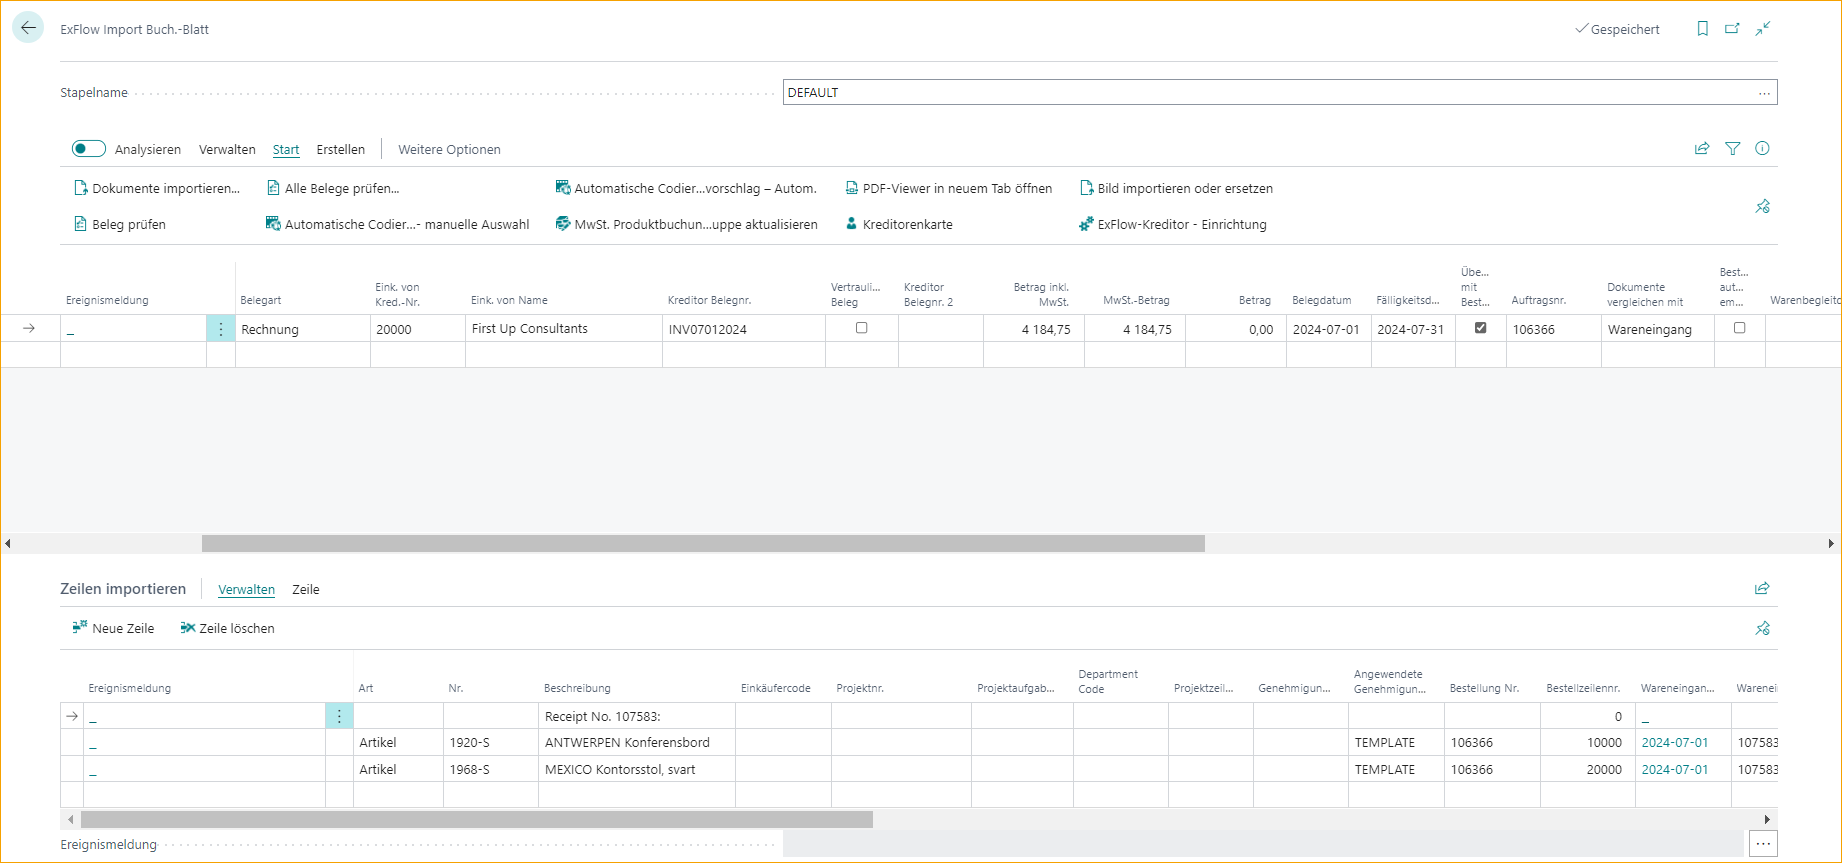 ExFlow Import Buch.-Blatt
Gespeichert
Stapelname
DEFAULT
Analysieren Verwalten Start Erstellen Weitere Optionen
Dokumente importieren... Alle Belege prüfen... Automatische Codier...vorschlag – Autom. PDF-Viewer in neuem Tab öffnen Bild importieren oder ersetzen
Beleg prüfen Automatische Codier...- manuelle Auswahl MwSt. Produktbuchun...uppe aktualisieren Kreditorenkarte ExFlow-Kreditor - Einrichtung
Ereignismeldung Belegart Eink. von Kred.-Nr. Eink. von Name Kreditor Belegnr. Vertrauli... Beleg Kreditor Belegnr. 2 Betrag inkl. MwSt. MwSt.-Betrag Betrag Belegdatum Fälligkeitsd... Übe... mit Best... Auftragsnr. Dokumente vergleichen mit Best... aut... em... Warenbegleito
_ Rechnung 20000 First Up Consultants INV07012024 4 184,75 4 184,75 0,00 2024-07-01 2024-07-31 106366 Wareneingang
Zeilen importieren Verwalten Zeile
Neue Zeile Zeile löschen
Ereignismeldung Art Nr. Beschreibung Einkäufercode Projektnr. Projektaufgab... Department Code Projektzeil... Genehmigun... Angewendete Genehmigun... Bestellung Nr. Bestellzeilennr. Wareneingan... Warenei
_ Receipt No. 107583: 0 _
_ Artikel 1920-S ANTWERPEN Konferensbord TEMPLATE 106366 10000 2024-07-01 107583
_ Artikel 1968-S MEXICO Kontorsstol, svart TEMPLATE 106366 20000 2024-07-01 107583
Ereignismeldung